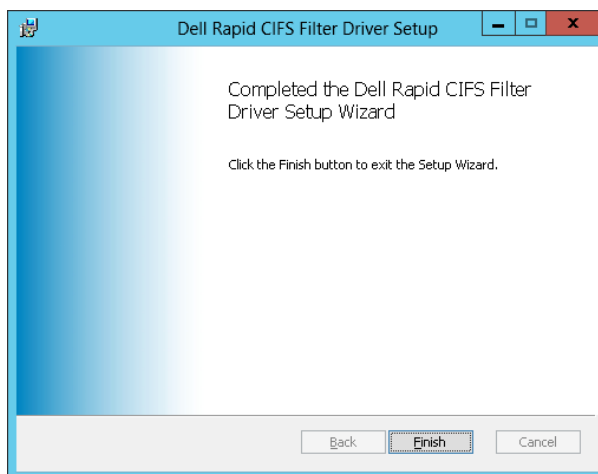 Dell Rapid CIFS Filter Driver Setup
Completed the Dell Rapid CIFS Filter
Driver Setup Wizard
Click the Finish button to exit the Setup Wizard.
Back Finish Cancel